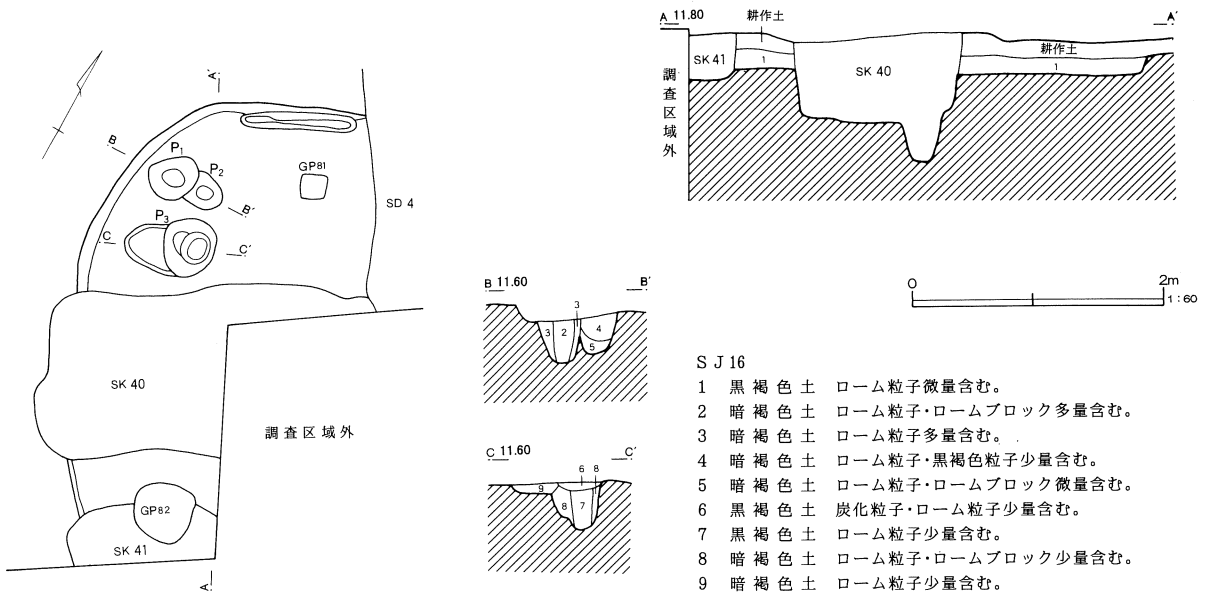 A 11.80
耕作土
A′
SK 41
1
SK 40
耕作土
1
調査区域外
A′
B
P1
P2
GP81
B′
SD 4
P3
C
C′
SK 40
調査区域外
GP82
SK 41
A
B 11.60
B′
3
3
2
4
5
C 11.60
C′
6
8
9
8
7
0
2m
1:60
SJ16
1 黒褐色土 ローム粒子微量含む。
2 暗褐色土 ローム粒子・ロームブロック多量含む。
3 暗褐色土 ローム粒子多量含む。
4 暗褐色土 ローム粒子・黒褐色粒子少量含む。
5 暗褐色土 ローム粒子・ロームブロック微量含む。
6 黒褐色土 炭化粒子・ローム粒子少量含む。
7 黒褐色土 ローム粒子少量含む。
8 暗褐色土 ローム粒子・ロームブロック少量含む。
9 暗褐色土 ローム粒子少量含む。